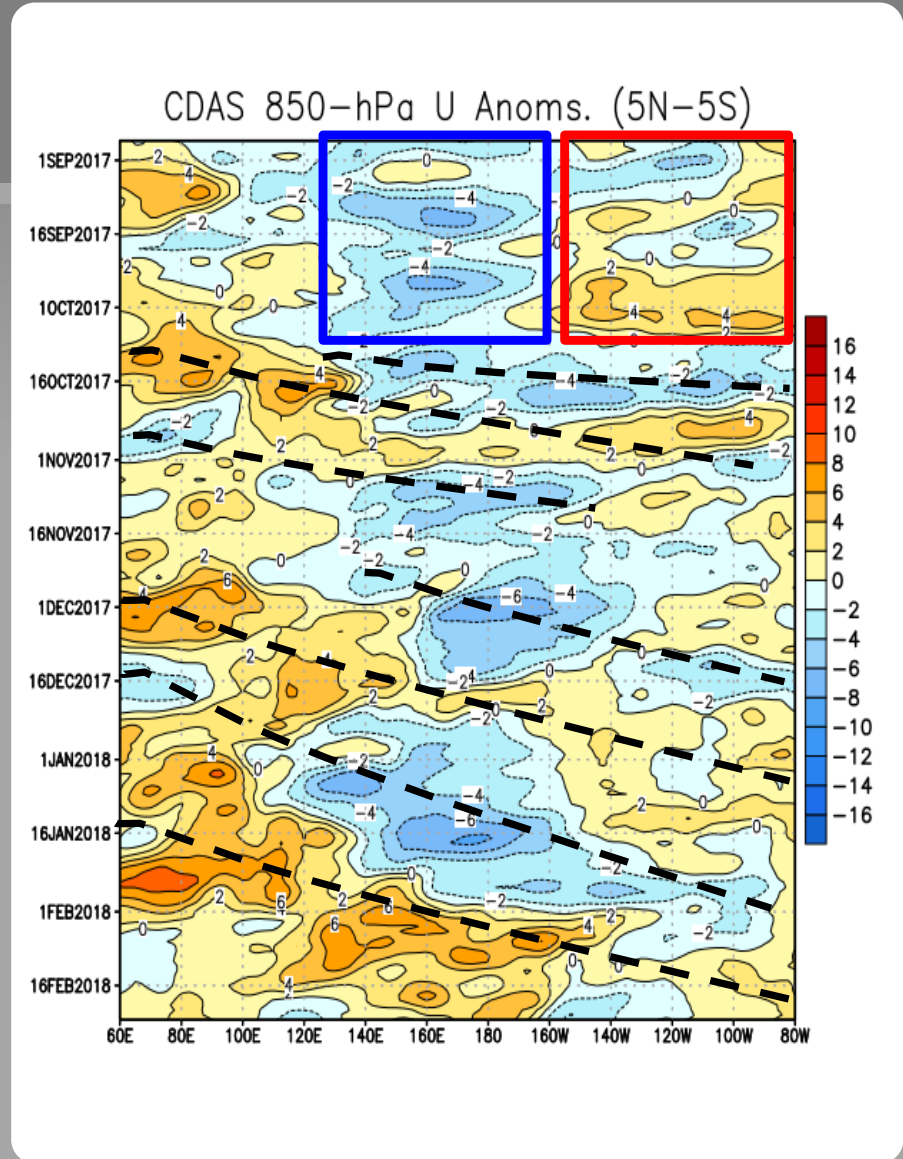 CDAS 850-hPa U Anoms. (5N-5S)
1SEP2017
16SEP2017
1OCT2017
16OCT2017
1NOV2017
16NOV2017
1DEC2017
16DEC2017
1JAN2018
16JAN2018
1FEB2018
16FEB2018
60E 80E 100E 120E 140E 160E 180 160W 140W 120W 100W 80W
16
14
12
10
8
6
4
2
0
-2
-4
-6
-8
-10
-12
-14
-16